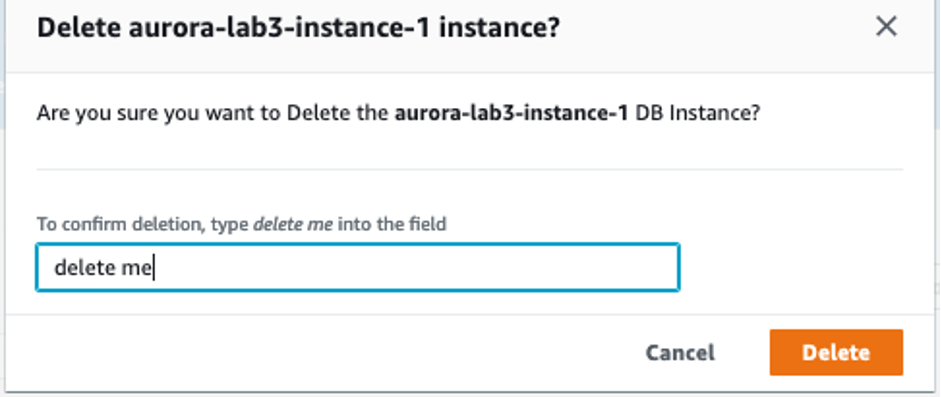 Delete aurora-lab3-instance-1 instance?
Are you sure you want to Delete the aurora-lab3-instance-1 DB Instance?
To confirm deletion, type delete me into the field
delete me
Cancel
Delete